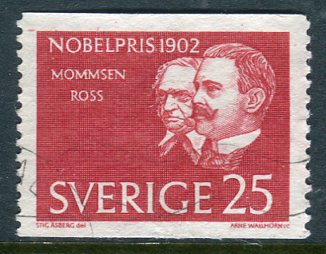 NOBELPRIS 1902
MOMMSEN
ROSS
SVERIGE 25
STIG ÅSBERG del
ARNE WALLHORN sc